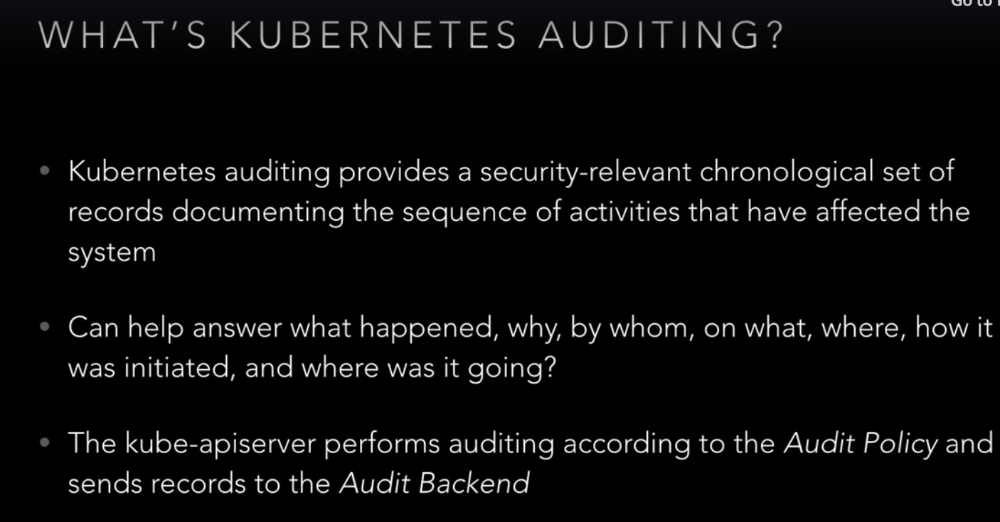 WHAT'S KUBERNETES AUDITING?
• Kubernetes auditing provides a security-relevant chronological set of
records documenting the sequence of activities that have affected the
system
• Can help answer what happened, why, by whom, on what, where, how it
was initiated, and where was it going?
• The kube-apiserver performs auditing according to the Audit Policy and
sends records to the Audit Backend